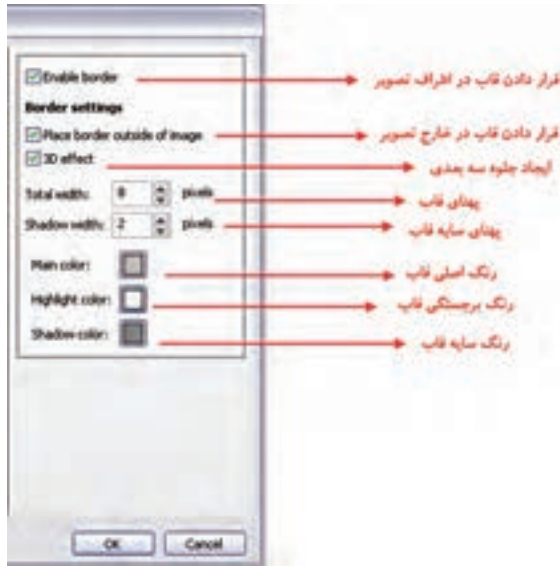 Enable border
قرار دادن قاب در اطراف تصویر
Border settings
Place border outside of image
قرار دادن قاب در خارج تصویر
3D effect
ایجاد جلوه سه بعدی
Total width: 8 pixels
پهنای قاب
Shadow width: 2 pixels
پهنای سایه قاب
Main color:
رنگ اصلی قاب
Highlight color:
رنگ برجستگی قاب
Shadow color:
رنگ سایه قاب
OK Cancel